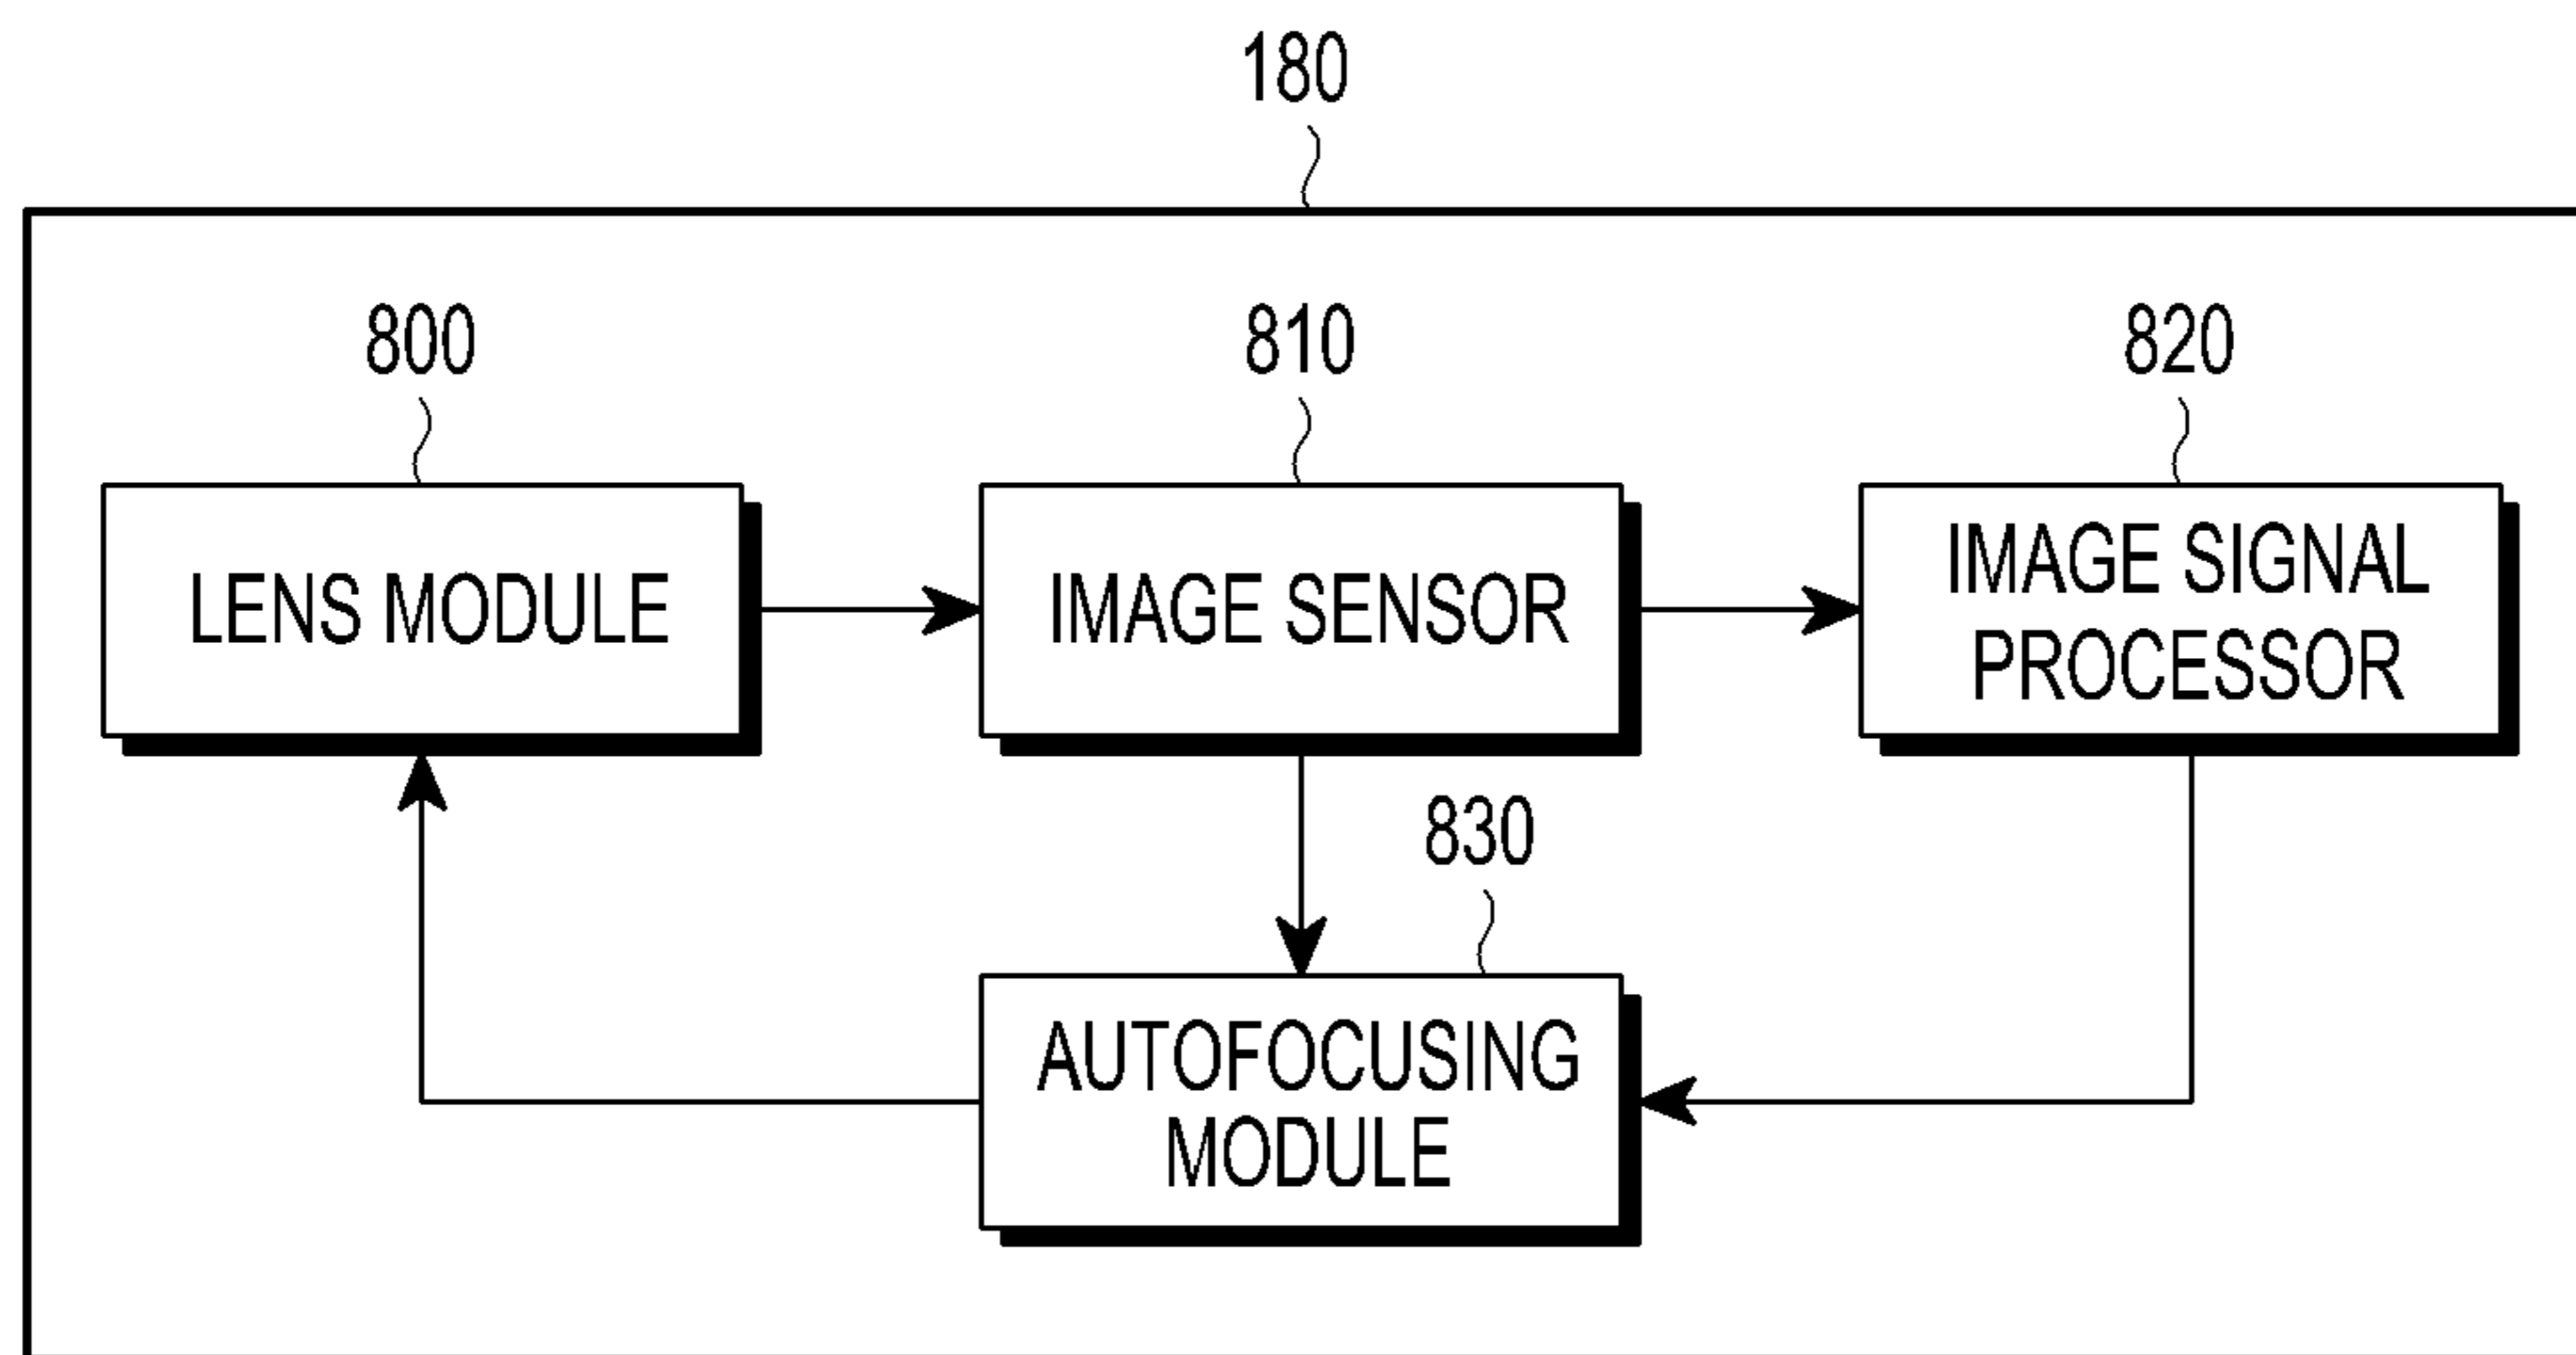 180
800
810
820
LENS MODULE
IMAGE SENSOR
IMAGE SIGNAL
PROCESSOR
830
AUTOFOCUSING
MODULE